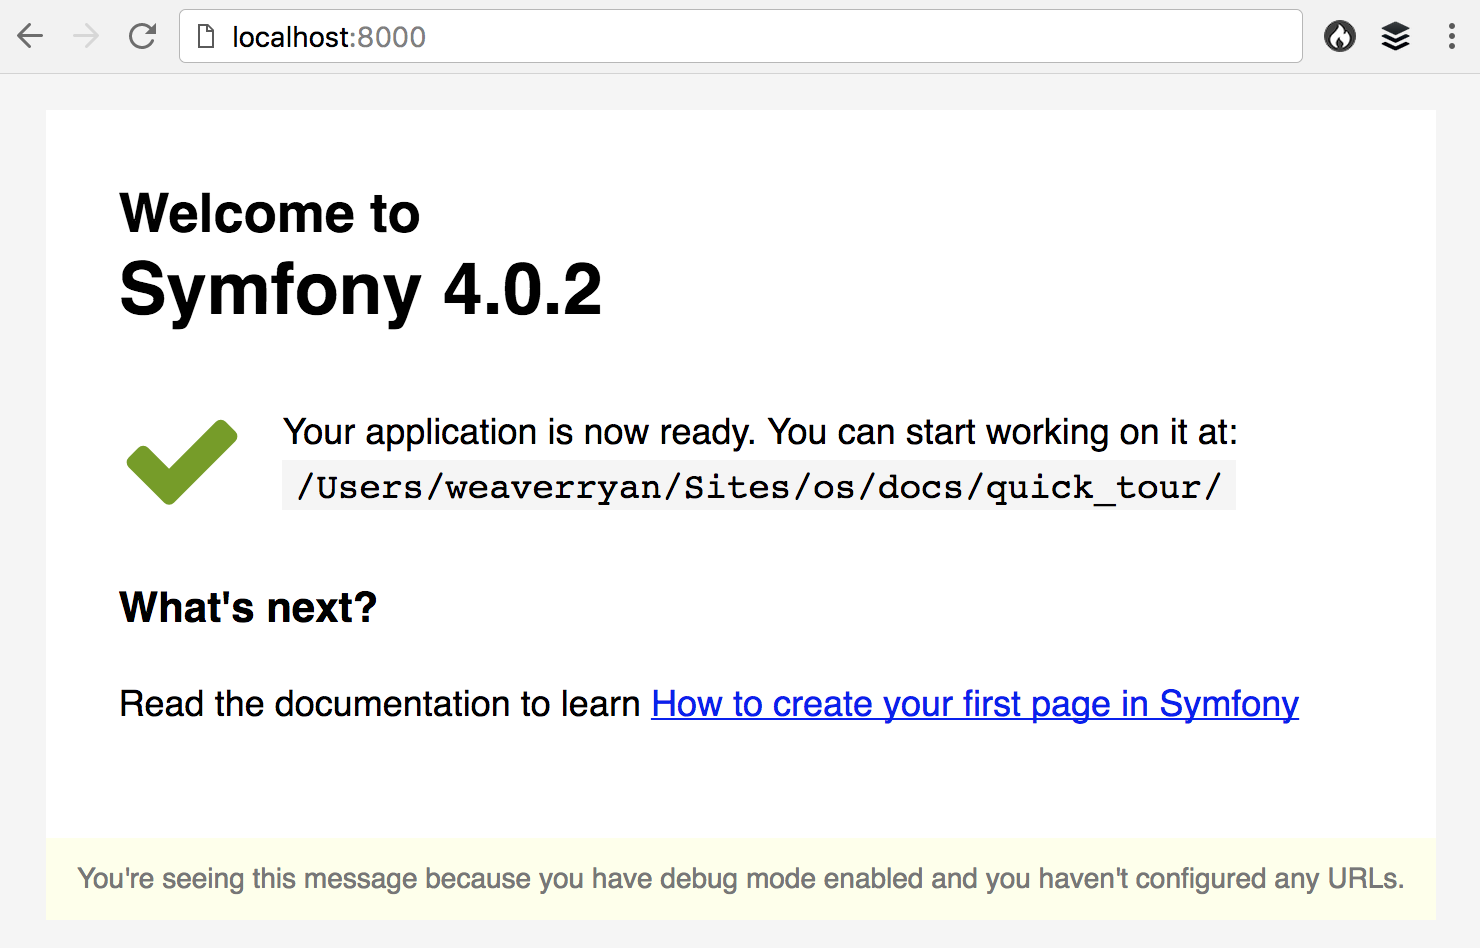 localhost:8000
Welcome to
Symfony 4.0.2
Your application is now ready. You can start working on it at:
/Users/weaverryan/Sites/os/docs/quick_tour/
What's next?
Read the documentation to learn How to create your first page in Symfony
You're seeing this message because you have debug mode enabled and you haven't configured any URLs.